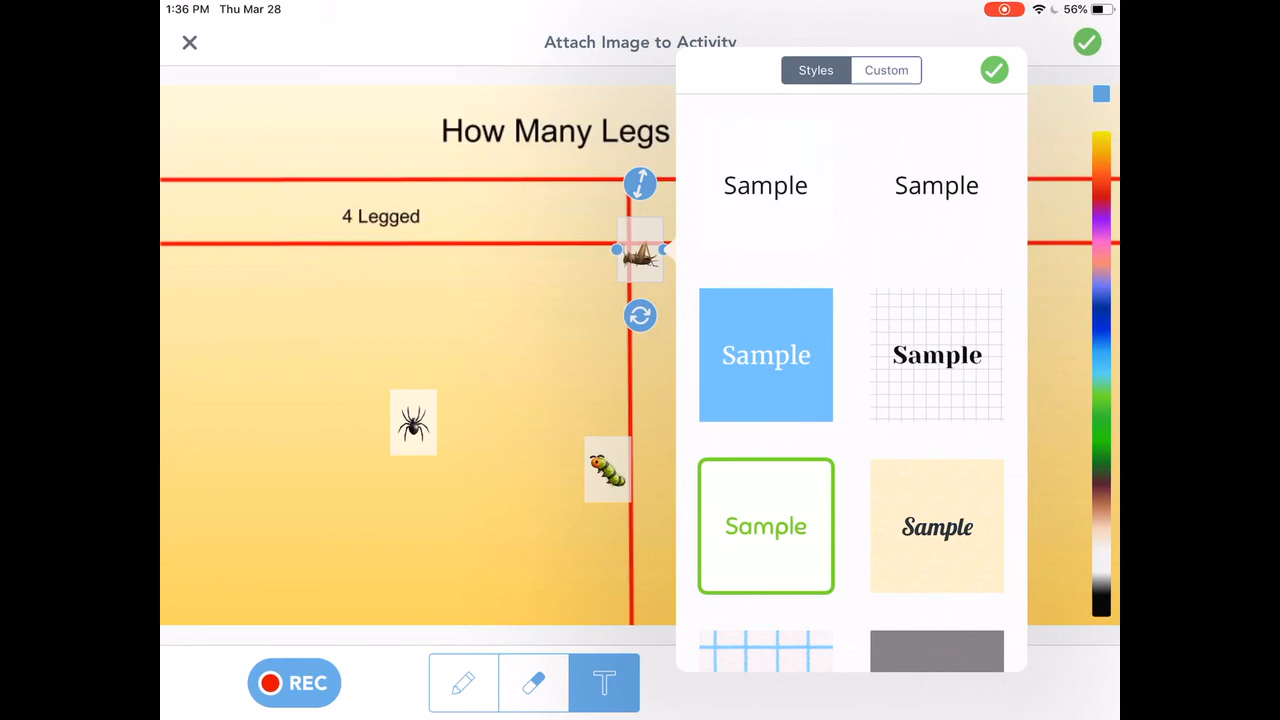 1:36 PM Thu Mar 28
56%
Attach Image to Activity
Styles
Custom
How Many Legs
4 Legged
Sample
Sample
Sample
Sample
Sample
Sample
REC
T